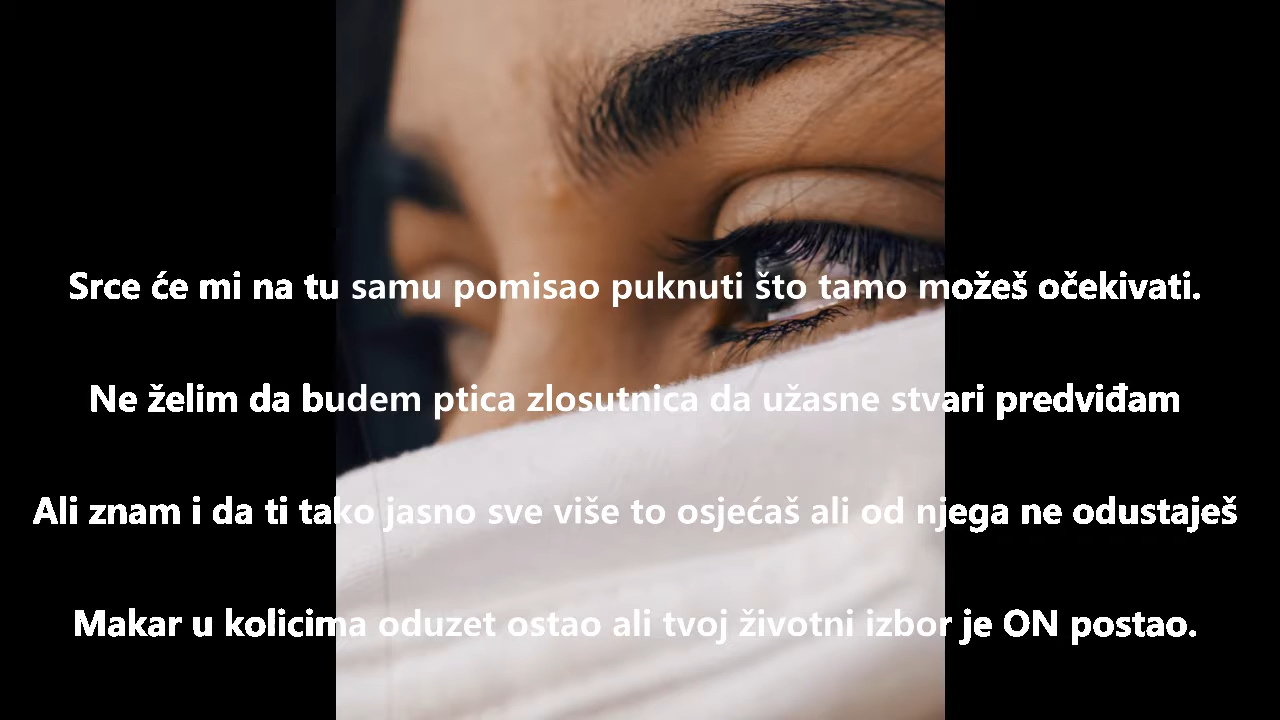 Srce će mi na tu samu pomisao puknuti što tamo možeš očekivati.
Ne želim da budem ptica zlosutnica da užasne stvari predviđam
Ali znam i da ti tako jasno sve više to osjećaš ali od njega ne odustaješ
Makar u kolicima oduzet ostao ali tvoj životni izbor je ON postao.